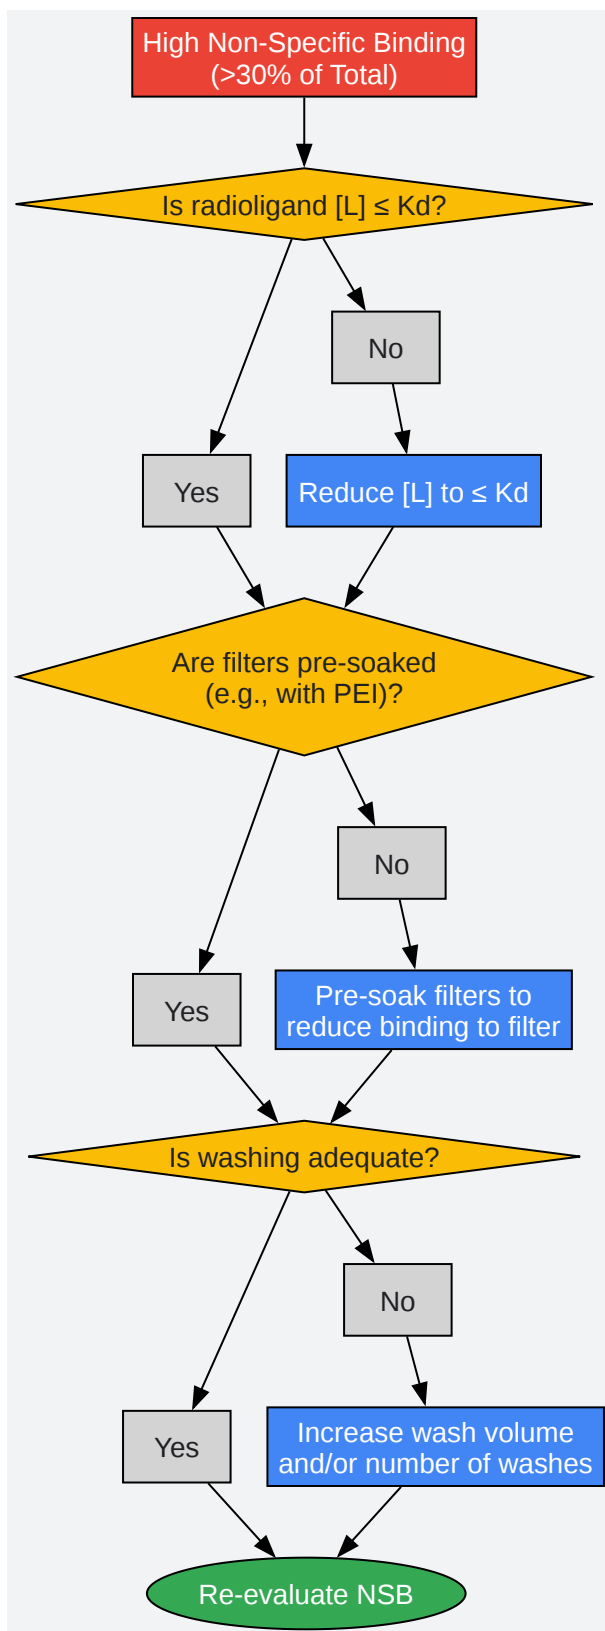 High Non-Specific Binding
(>30% of Total)
Is radioligand [L] ≤ Kd?
No
Yes
Reduce [L] to ≤ Kd
Are filters pre-soaked
(e.g., with PEI)?
No
Yes
Pre-soak filters to
reduce binding to filter
Is washing adequate?
No
Yes
Increase wash volume
and/or number of washes
Re-evaluate NSB